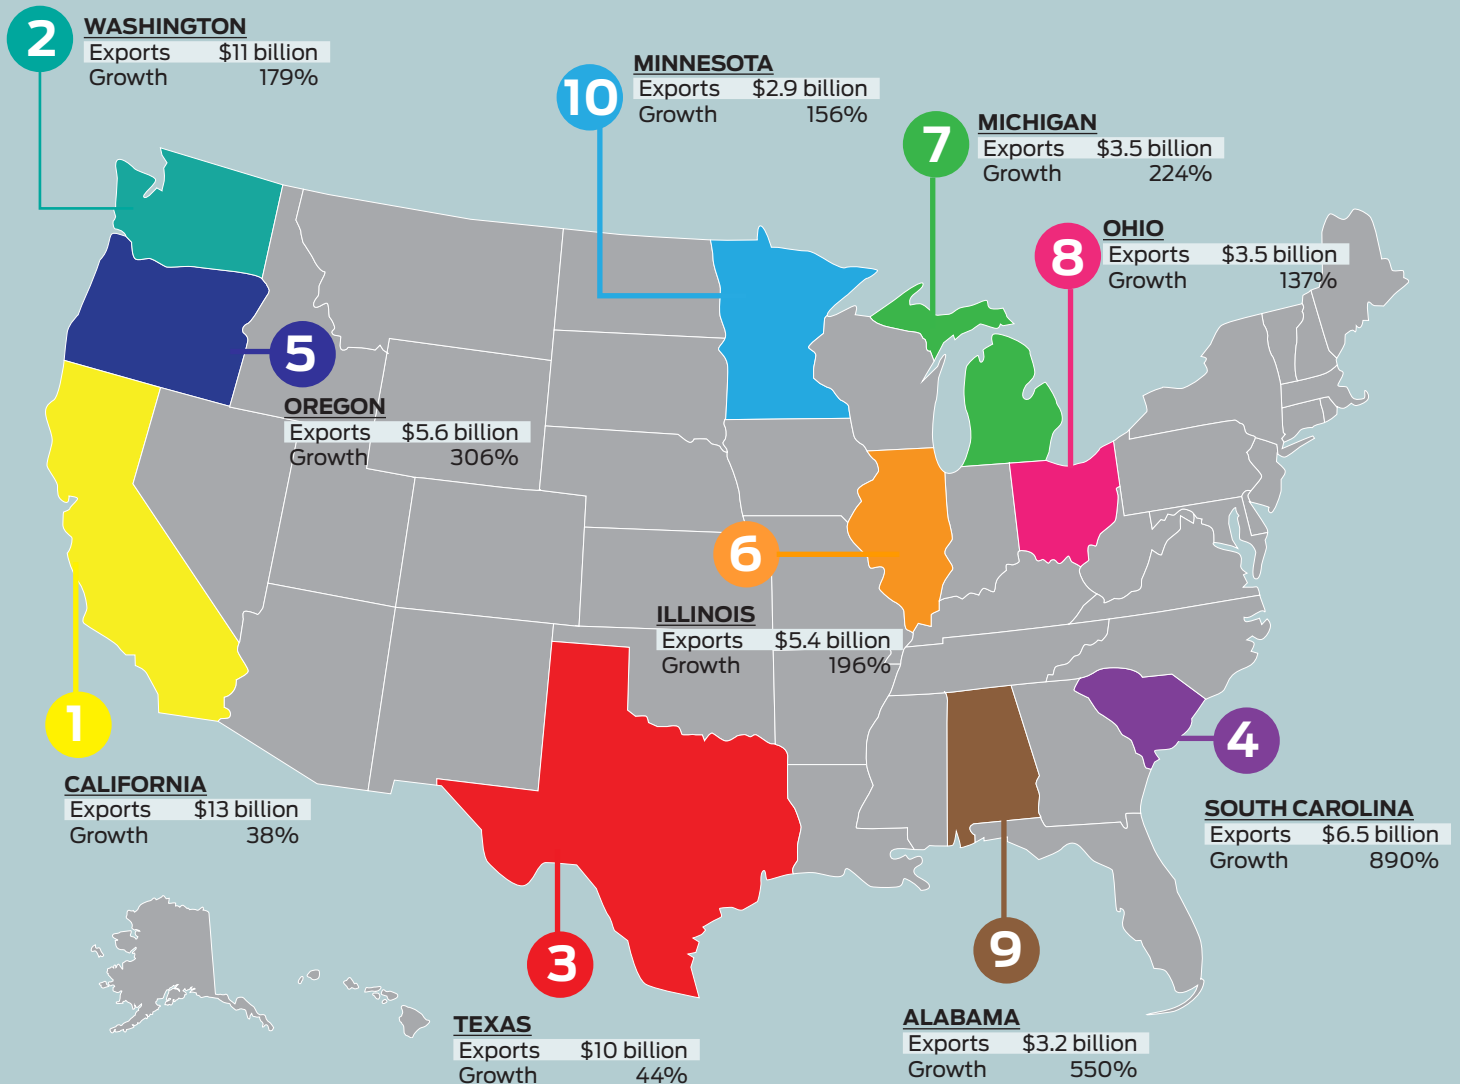 2
WASHINGTON
Exports $11 billion
Growth 179%
10
MINNESOTA
Exports $2.9 billion
Growth 156%
7
MICHIGAN
Exports $3.5 billion
Growth 224%
8
OHIO
Exports $3.5 billion
Growth 137%
5
OREGON
Exports $5.6 billion
Growth 306%
6
ILLINOIS
Exports $5.4 billion
Growth 196%
1
CALIFORNIA
Exports $13 billion
Growth 38%
4
SOUTH CAROLINA
Exports $6.5 billion
Growth 890%
3
TEXAS
Exports $10 billion
Growth 44%
9
ALABAMA
Exports $3.2 billion
Growth 550%